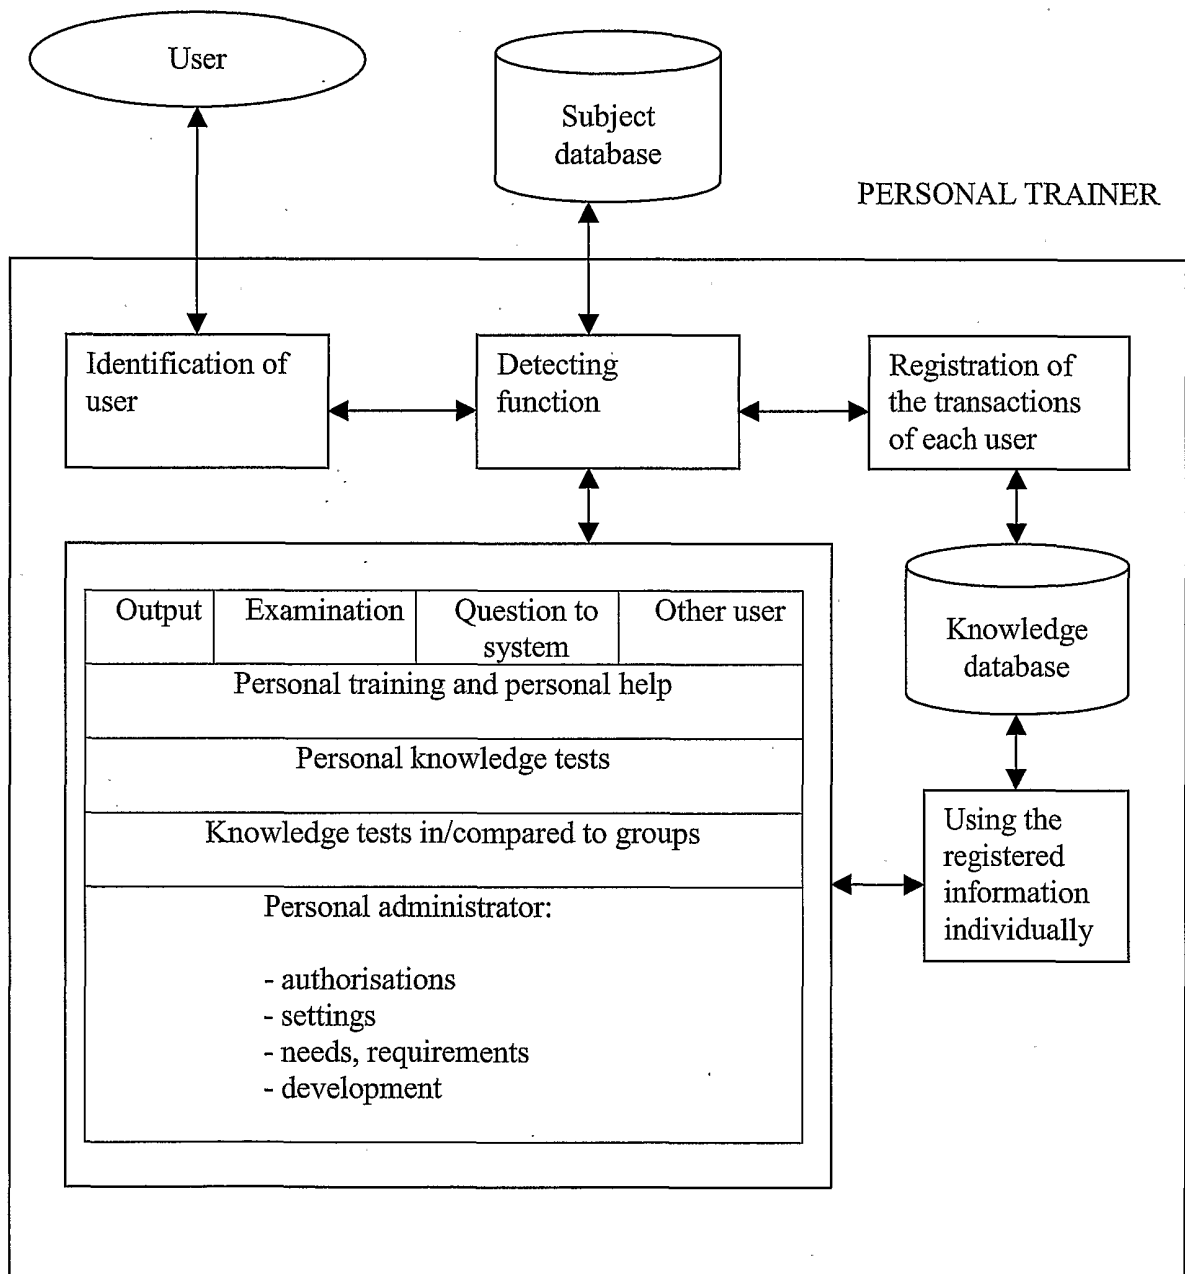 User
Subject
database
PERSONAL TRAINER
Identification of
user
Detecting
function
Registration of
the transactions
of each user
Output
Examination
Question to
system
Other user
Personal training and personal help
Personal knowledge tests
Knowledge tests in/compared to groups
Personal administrator:
- authorisations
- settings
- needs, requirements
- development
Knowledge
database
Using the
registered
information
individually